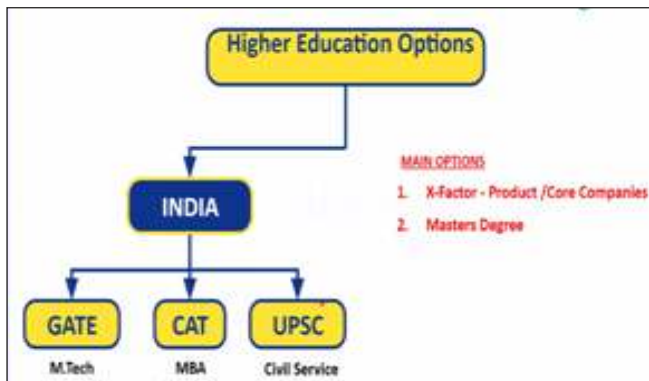 Higher Education Options
INDIA
MAIN OPTIONS
1. X-Factor - Product /Core Companies
2. Masters Degree
GATE
CAT
UPSC
M.Tech
MBA
Civil Service